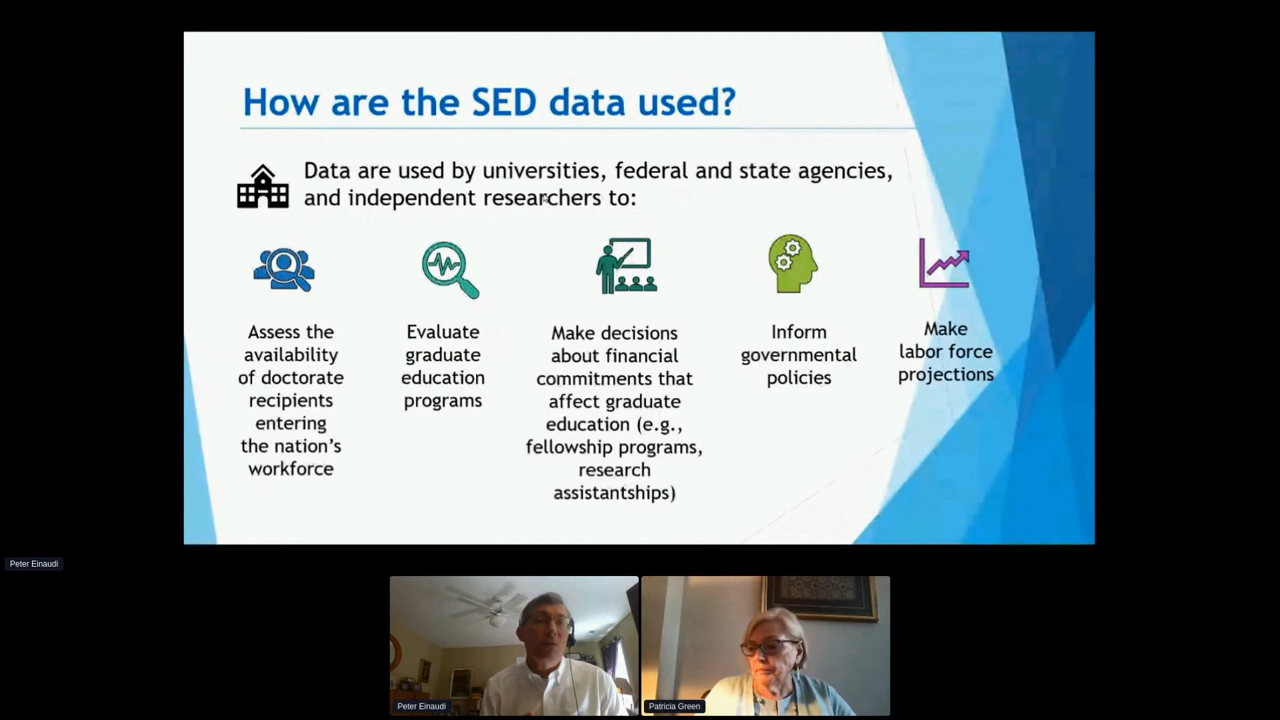 How are the SED data used?
Data are used by universities, federal and state agencies,
and independent researchers to:
Assess the
availability
of doctorate
recipients
entering
the nation's
workforce
Evaluate
graduate
education
programs
Make decisions
about financial
commitments that
affect graduate
education (e.g.,
fellowship programs,
research
assistantships)
Inform
governmental
policies
Make
labor force
projections
Peter Einaudi
Peter Einaudi
Patricia Green